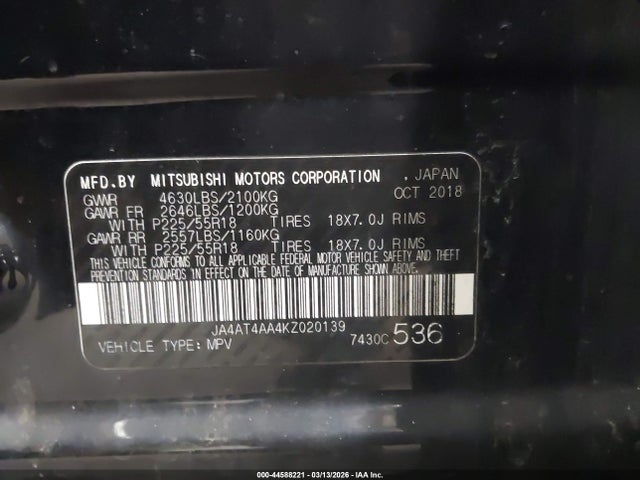 MFD.BY MITSUBISHI MOTORS CORPORATION . JAPAN
GVWR 4630LBS/2100KG OCT 2018
GAWR FR 2646LBS/1200KG
WITH P225/55R18 TIRES 18X7.0J RIMS
GAWR RR 2557LBS/1160KG
WITH P225/55R18 TIRES 18X7.0J RIMS
THIS VEHICLE CONFORMS TO ALL APPLICABLE FEDERAL MOTOR VEHICLE SAFETY AND THEFT
PREVENTION STANDARDS IN EFFECT ON THE DATE OF MANUFACTURE SHOWN ABOVE.
JA4AT4AA4KZ020139
VEHICLE TYPE: MPV 7430C 536
000-44588221 - 03/13/2026 - IAA Inc.